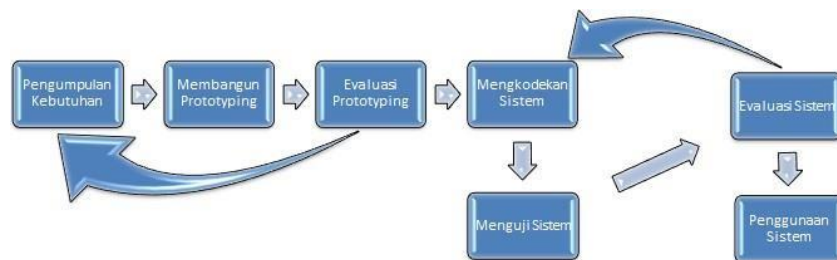 Pengumpulan
Kebutuhan
Membangun
Prototyping
Evaluasi
Prototyping
Mengkodekan
Sistem
Menguji Sistem
Evaluasi Sistem
Penggunaan
Sistem